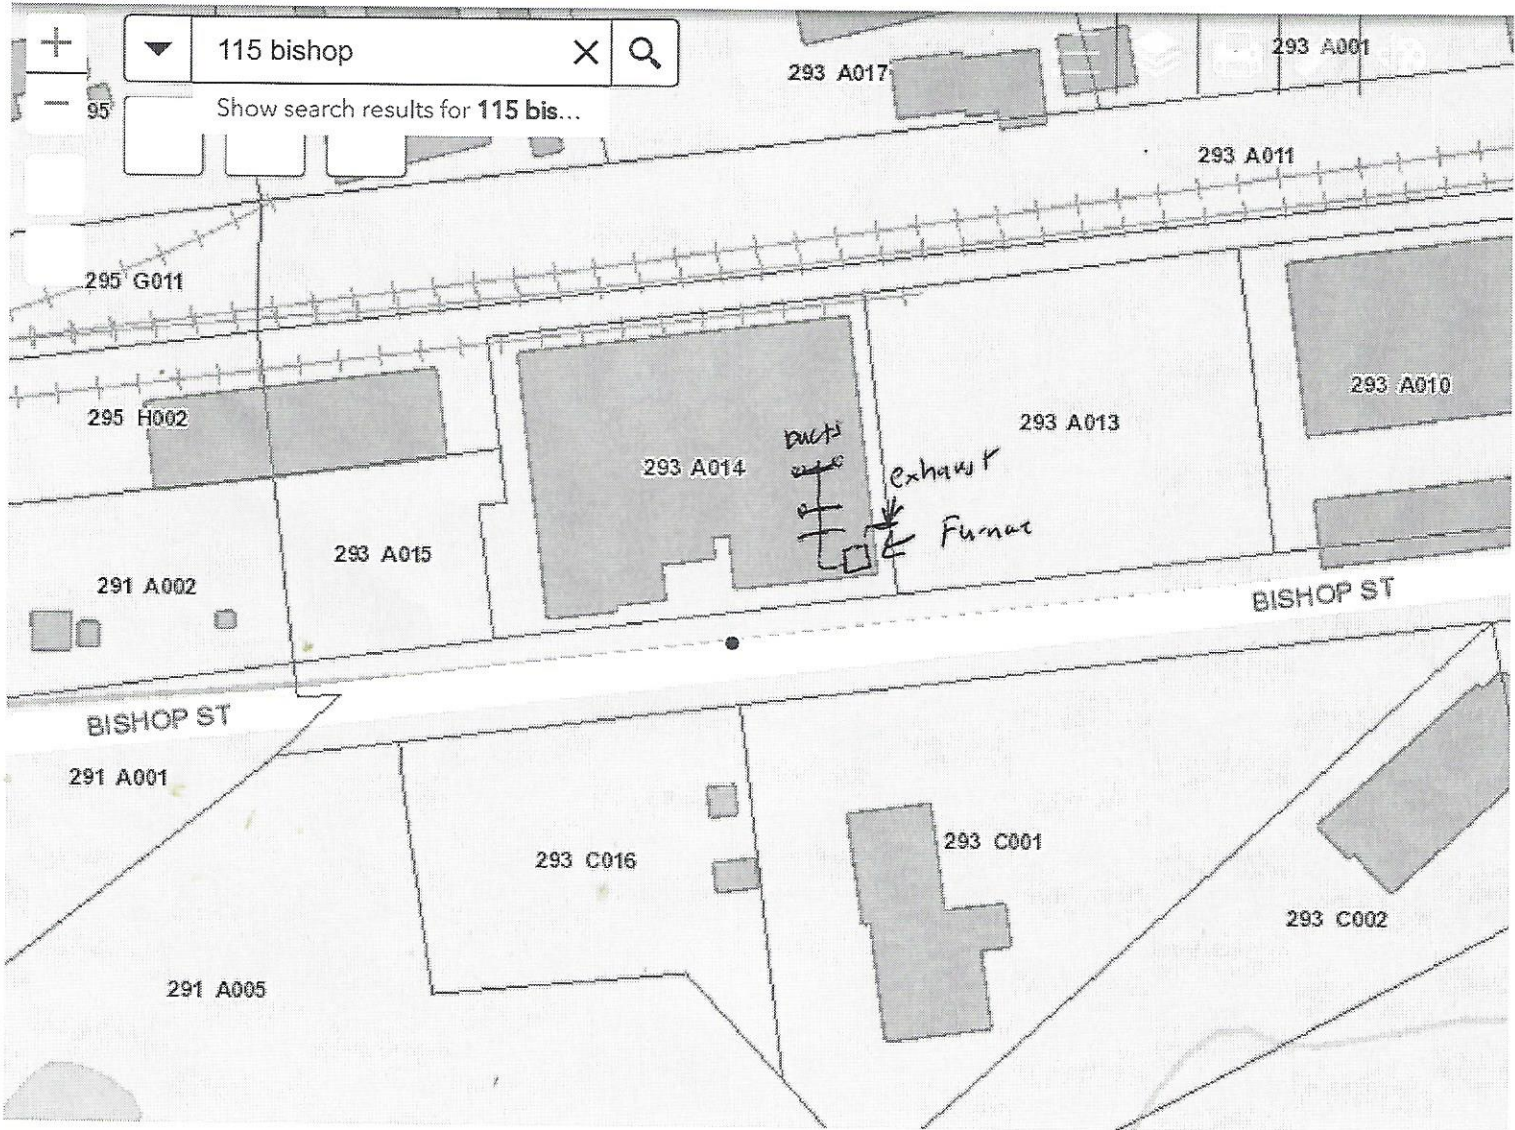 115 bishop
Show search results for 115 bis...
95
293 A017
293 A001
293 A011
295 G011
295 H002
293 A014
Ducts
exhaust
293 A013
293 A010
293 A015
291 A002
BISHOP ST
BISHOP ST
291 A001
293 C016
293 C001
293 C002
291 A005